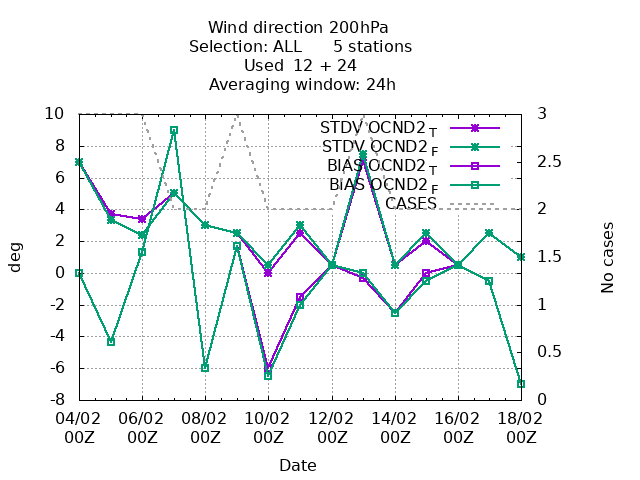 Wind direction 200hPa
Selection: ALL 5 stations
Used 12 + 24
Averaging window: 24h
10 3
STDV OCND2 T
8
STDV OCND2 F
6 2.5
BIAS OCND2 T
BIAS OCND2 F
4 2
CASES
2
0 1.5
-2 1
-4
-6 0.5
-8 0
deg
No cases
04/02 06/02 08/02 10/02 12/02 14/02 16/02 18/02
00Z 00Z 00Z 00Z 00Z 00Z 00Z 00Z
Date